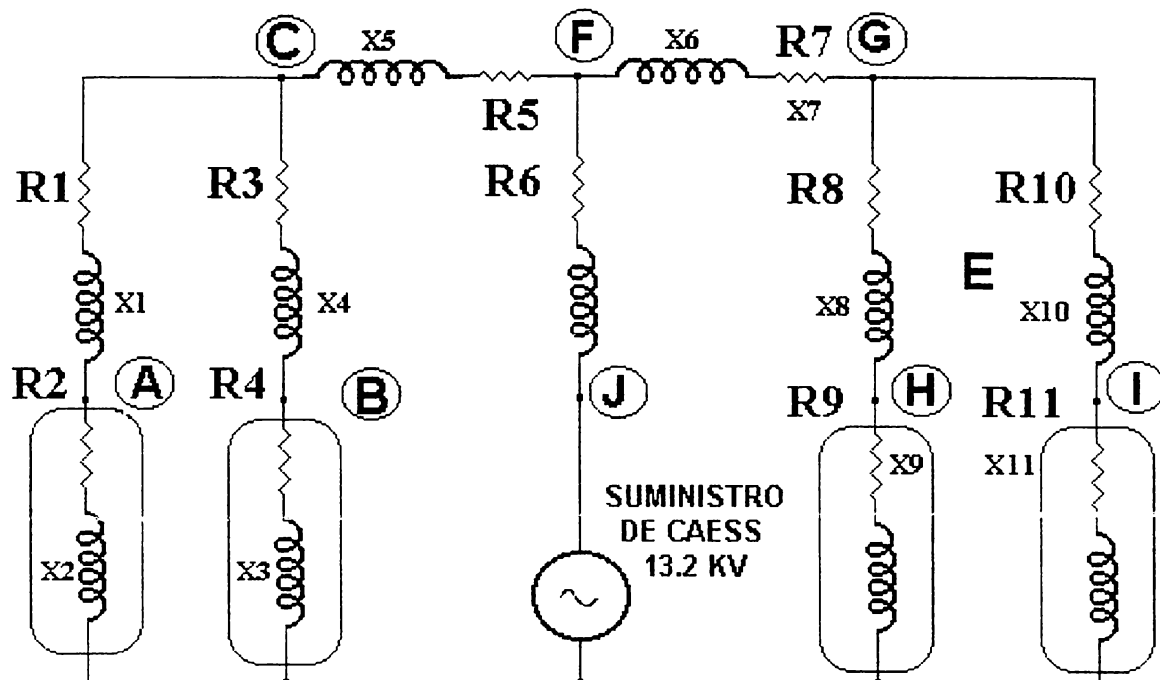 C
X5
F
X6
R7
G
R5
X7
R1
R3
R6
R8
R10
E
X1
X4
X8
X10
R2
A
R4
B
J
R9
H
R11
I
X9
X11
SUMINISTRO
DE CAESS
13.2 KV
X2
X3